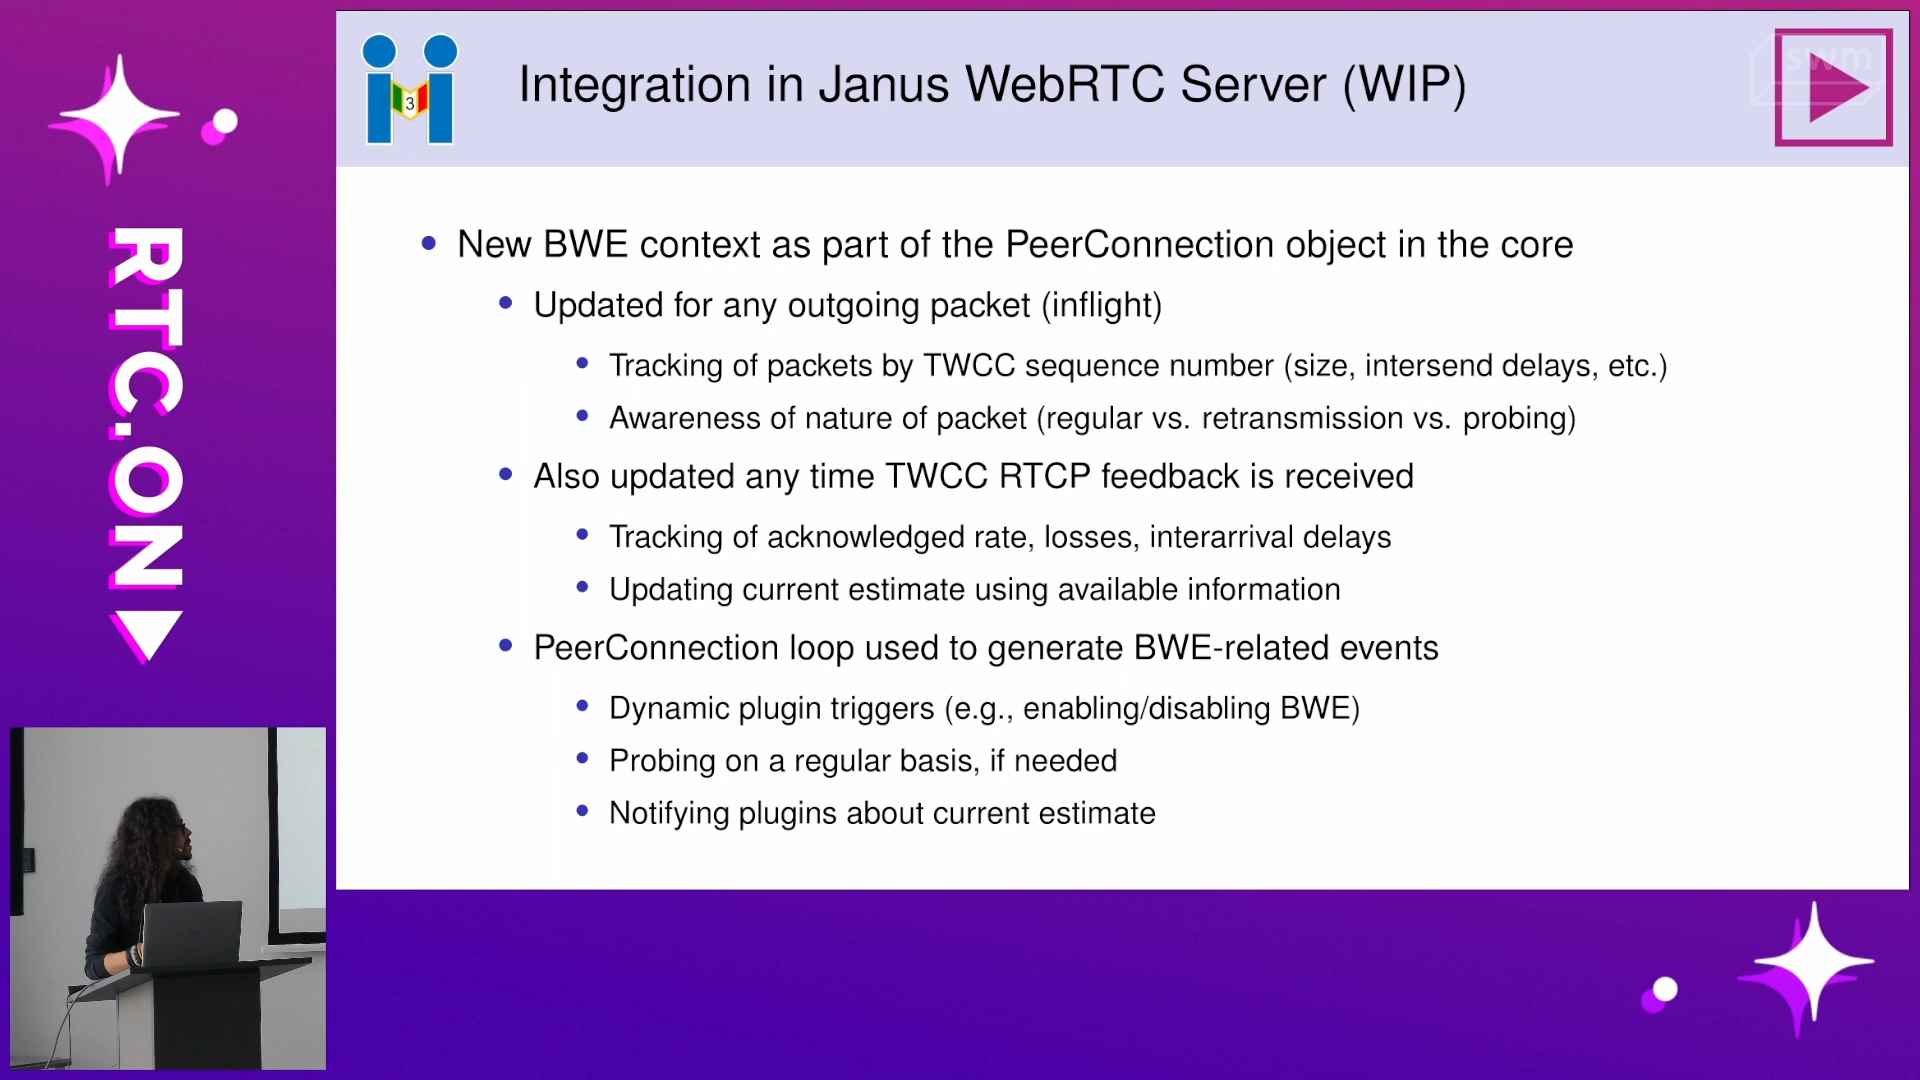 RTC.ON
3
Integration in Janus WebRTC Server (WIP)
swm
New BWE context as part of the PeerConnection object in the core
Updated for any outgoing packet (inflight)
Tracking of packets by TWCC sequence number (size, intersend delays, etc.)
Awareness of nature of packet (regular vs. retransmission vs. probing)
Also updated any time TWCC RTCP feedback is received
Tracking of acknowledged rate, losses, interarrival delays
Updating current estimate using available information
PeerConnection loop used to generate BWE-related events
Dynamic plugin triggers (e.g., enabling/disabling BWE)
Probing on a regular basis, if needed
Notifying plugins about current estimate